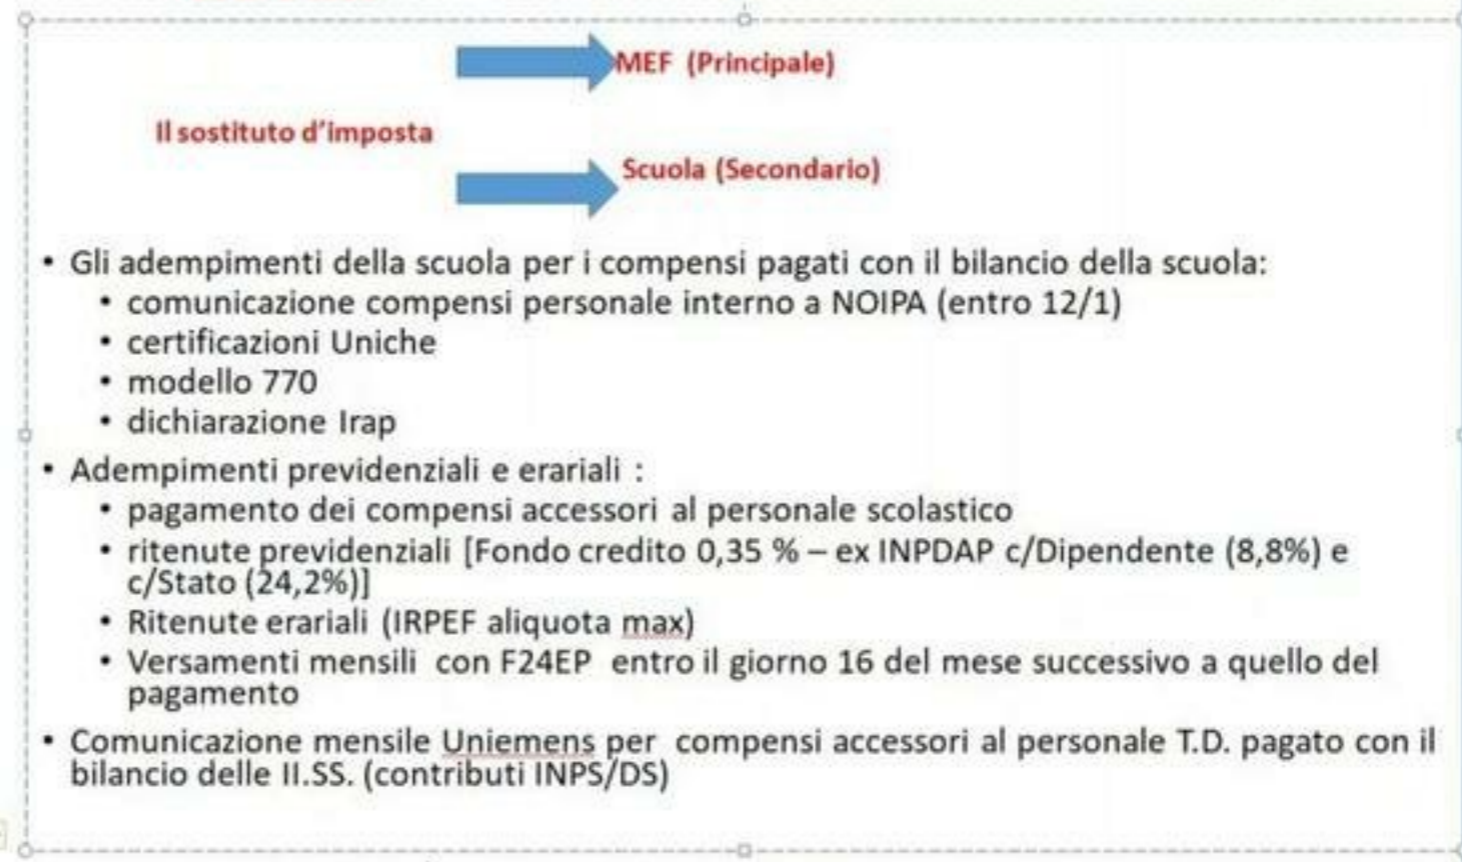 MEF (Principale)
Il sostituto d'imposta
Scuola (Secondario)
• Gli adempimenti della scuola per i compensi pagati con il bilancio della scuola:
• comunicazione compensi personale interno a NOIPA (entro 12/1)
• certificazioni Uniche
• modello 770
• dichiarazione Irap
• Adempimenti previdenziali e erariali :
• pagamento dei compensi accessori al personale scolastico
• ritenute previdenziali [Fondo credito 0,35 % – ex INPDAP c/Dipendente (8,8%) e
c/Stato (24,2%)]
• Ritenute erariali (IRPEF aliquota max)
• Versamenti mensili con F24EP entro il giorno 16 del mese successivo a quello del
pagamento
• Comunicazione mensile Uniemens per compensi accessori al personale T.D. pagato con il
bilancio delle II.SS. (contributi INPS/DS)